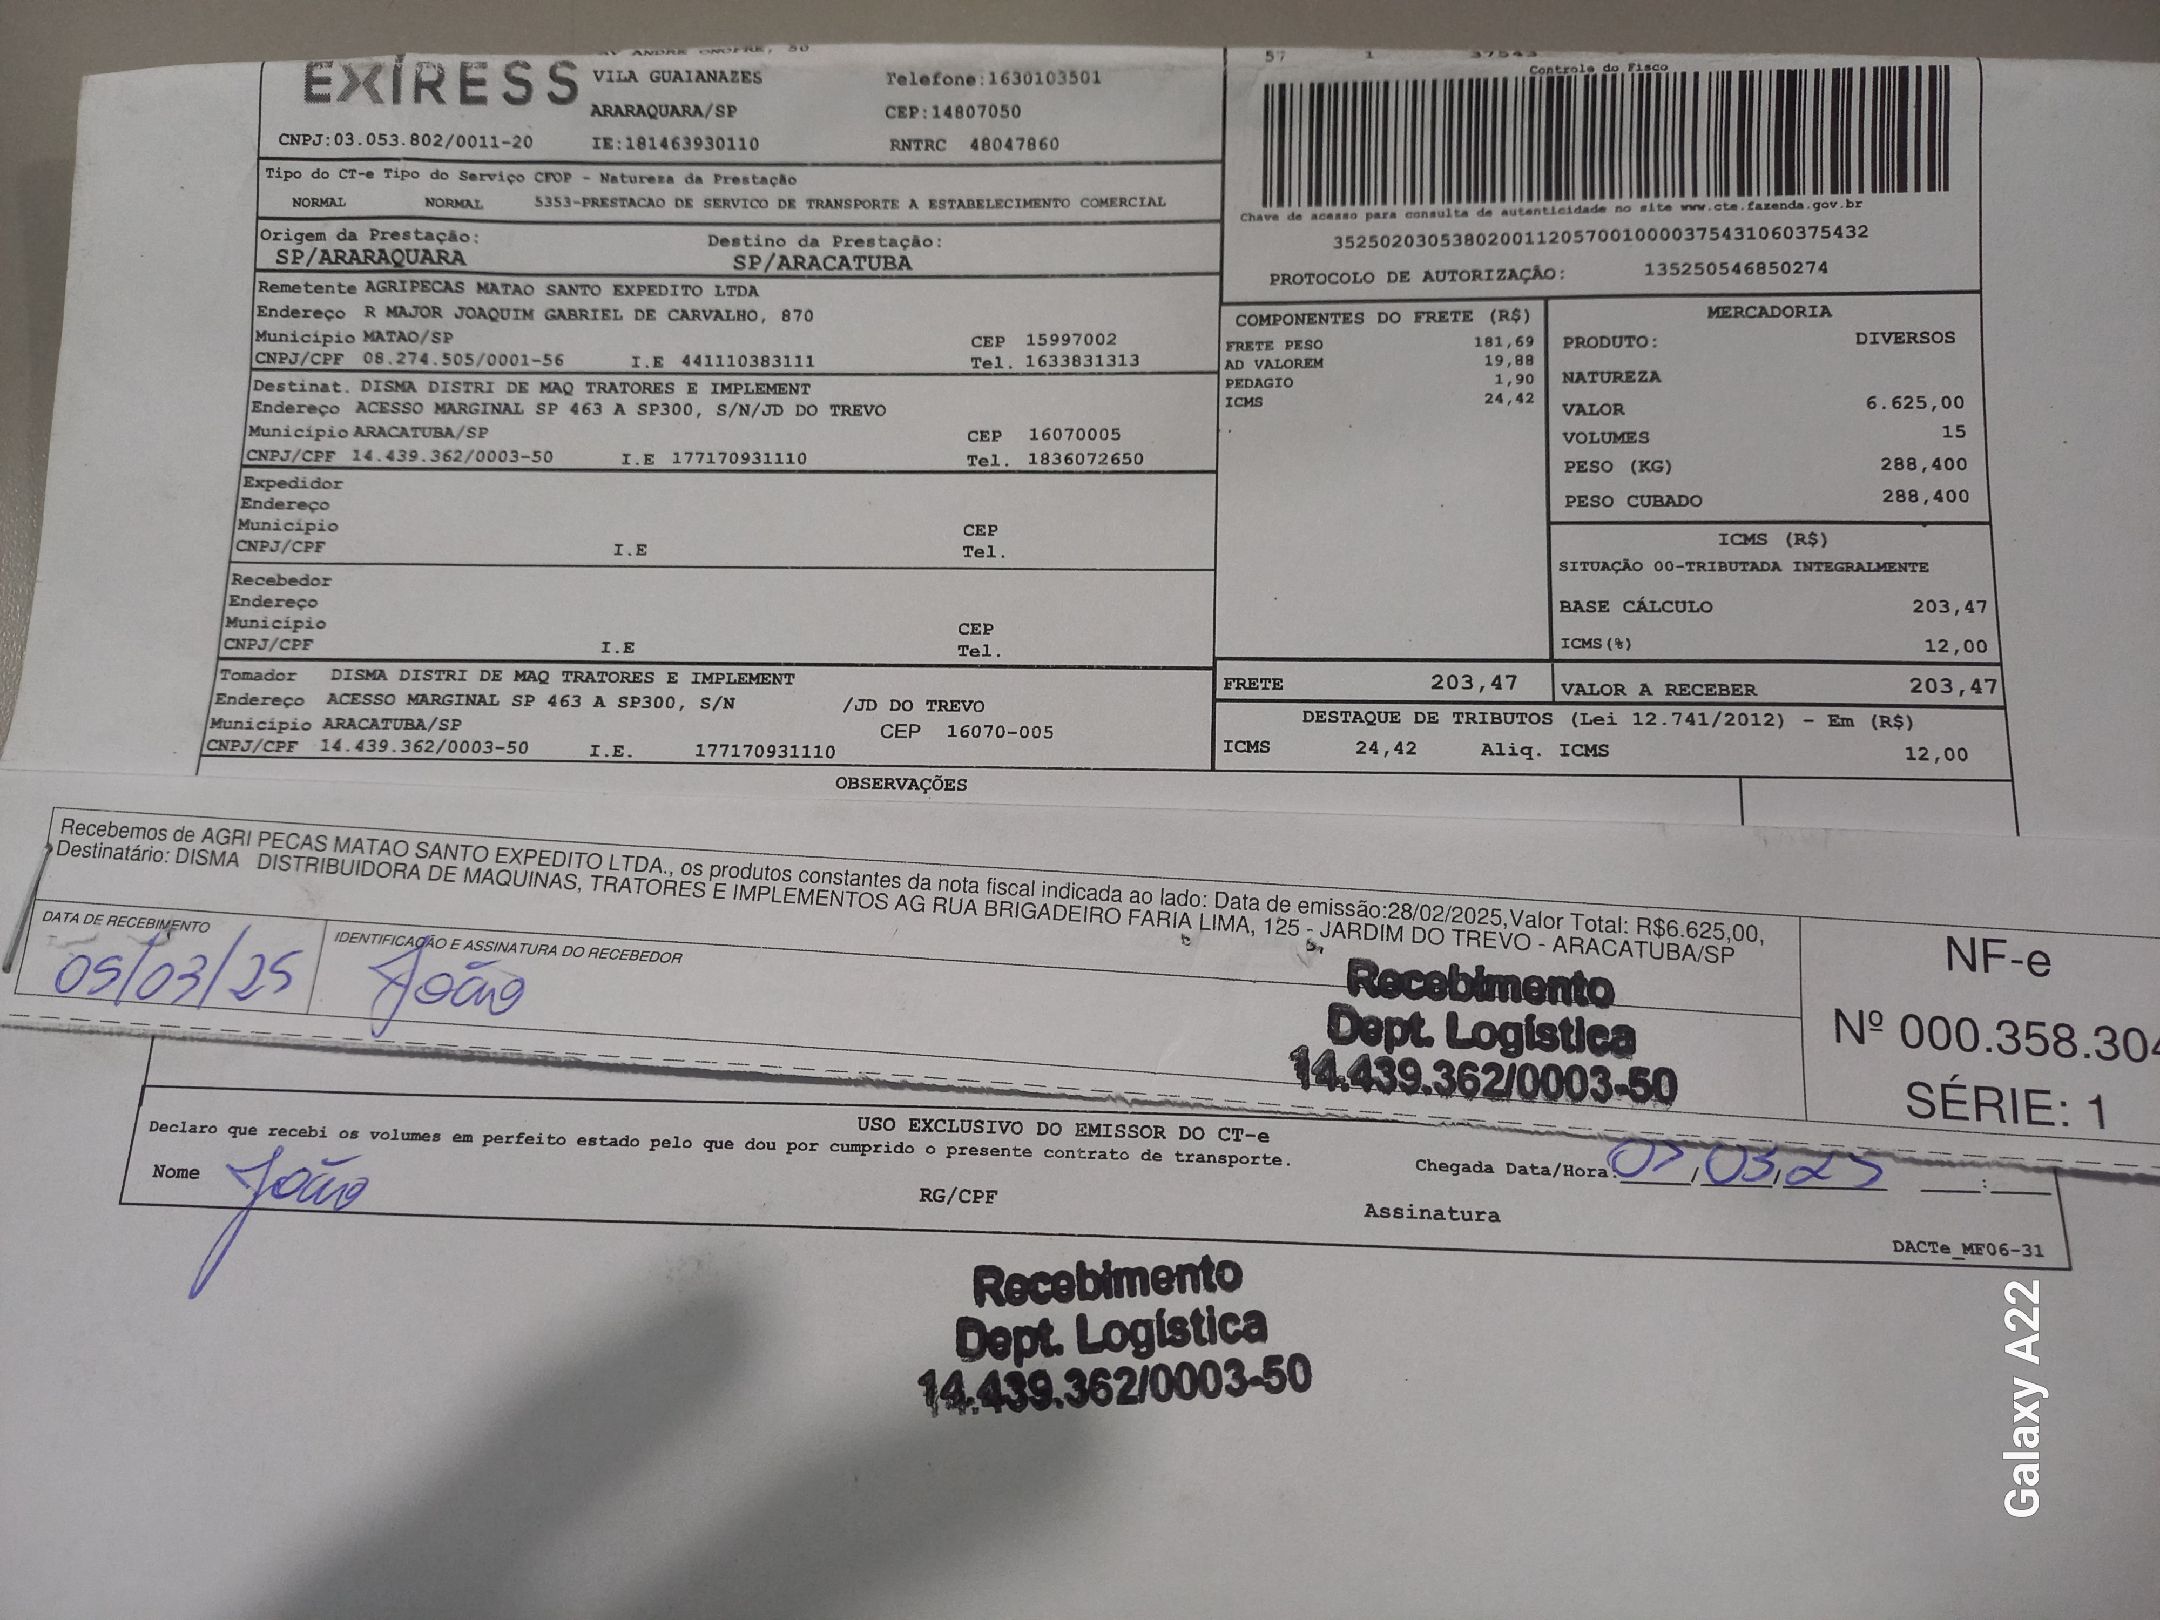 AV ANDRE ONOFRE, 50
EXPRESS
VILA GUAIANAZES Telefone:1630103501
ARARAQUARA/SP CEP:14807050
CNPJ:03.053.802/0011-20 IE:181463930110 RNTRC 48047860
57 1 37543
Controle do Fisco
Chave de acesso para consulta de autenticidade no site www.cte.fazenda.gov.br
35250203053802001120570010000375431060375432
PROTOCOLO DE AUTORIZAÇÃO: 135250546850274
Tipo do CT-e Tipo do Serviço CFOP - Natureza da Prestação
NORMAL NORMAL 5353-PRESTACAO DE SERVICO DE TRANSPORTE A ESTABELECIMENTO COMERCIAL
Origem da Prestação: Destino da Prestação:
SP/ARARAQUARA SP/ARACATUBA
Remetente AGRIPECAS MATAO SANTO EXPEDITO LTDA
Endereço R MAJOR JOAQUIM GABRIEL DE CARVALHO, 870
Município MATAO/SP CEP 15997002
CNPJ/CPF 08.274.505/0001-56 I.E 441110383111 Tel. 1633831313
Destinat. DISMA DISTRI DE MAQ TRATORES E IMPLEMENT
Endereço ACESSO MARGINAL SP 463 A SP300, S/N/JD DO TREVO
Município ARACATUBA/SP CEP 16070005
CNPJ/CPF 14.439.362/0003-50 I.E 177170931110 Tel. 1836072650
Expedidor
Endereço
Município CEP
CNPJ/CPF I.E Tel.
Recebedor
Endereço
Município CEP
CNPJ/CPF I.E Tel.
Tomador DISMA DISTRI DE MAQ TRATORES E IMPLEMENT
Endereço ACESSO MARGINAL SP 463 A SP300, S/N /JD DO TREVO
Município ARACATUBA/SP CEP 16070-005
CNPJ/CPF 14.439.362/0003-50 I.E. 177170931110
COMPONENTES DO FRETE (R$)
FRETE PESO 181,69
AD VALOREM 19,88
PEDAGIO 1,90
ICMS 24,42
MERCADORIA
PRODUTO: DIVERSOS
NATUREZA
VALOR 6.625,00
VOLUMES 15
PESO (KG) 288,400
PESO CUBADO 288,400
ICMS (R$)
SITUAÇÃO 00-TRIBUTADA INTEGRALMENTE
BASE CÁLCULO 203,47
ICMS(%) 12,00
FRETE 203,47 VALOR A RECEBER 203,47
DESTAQUE DE TRIBUTOS (Lei 12.741/2012) - Em (R$)
ICMS 24,42 Aliq. ICMS 12,00
OBSERVAÇÕES
Recebemos de AGRI PECAS MATAO SANTO EXPEDITO LTDA., os produtos constantes da nota fiscal indicada ao lado: Data de emissão:28/02/2025,Valor Total: R$6.625,00,
Destinatário: DISMA DISTRIBUIDORA DE MAQUINAS, TRATORES E IMPLEMENTOS AG RUA BRIGADEIRO FARIA LIMA, 125 - JARDIM DO TREVO - ARACATUBA/SP
DATA DE RECEBIMENTO IDENTIFICAÇÃO E ASSINATURA DO RECEBEDOR
05/03/25 João
Recebimento
Dept. Logística
14.439.362/0003-50
NF-e
Nº 000.358.304
SÉRIE: 1
USO EXCLUSIVO DO EMISSOR DO CT-e
Declaro que recebi os volumes em perfeito estado pelo que dou por cumprido o presente contrato de transporte.
Nome João RG/CPF Chegada Data/Hora: , 03, 25 :
Assinatura
DACTe_MF06-31
Recebimento
Dept. Logística
14.439.362/0003-50
Galaxy A22